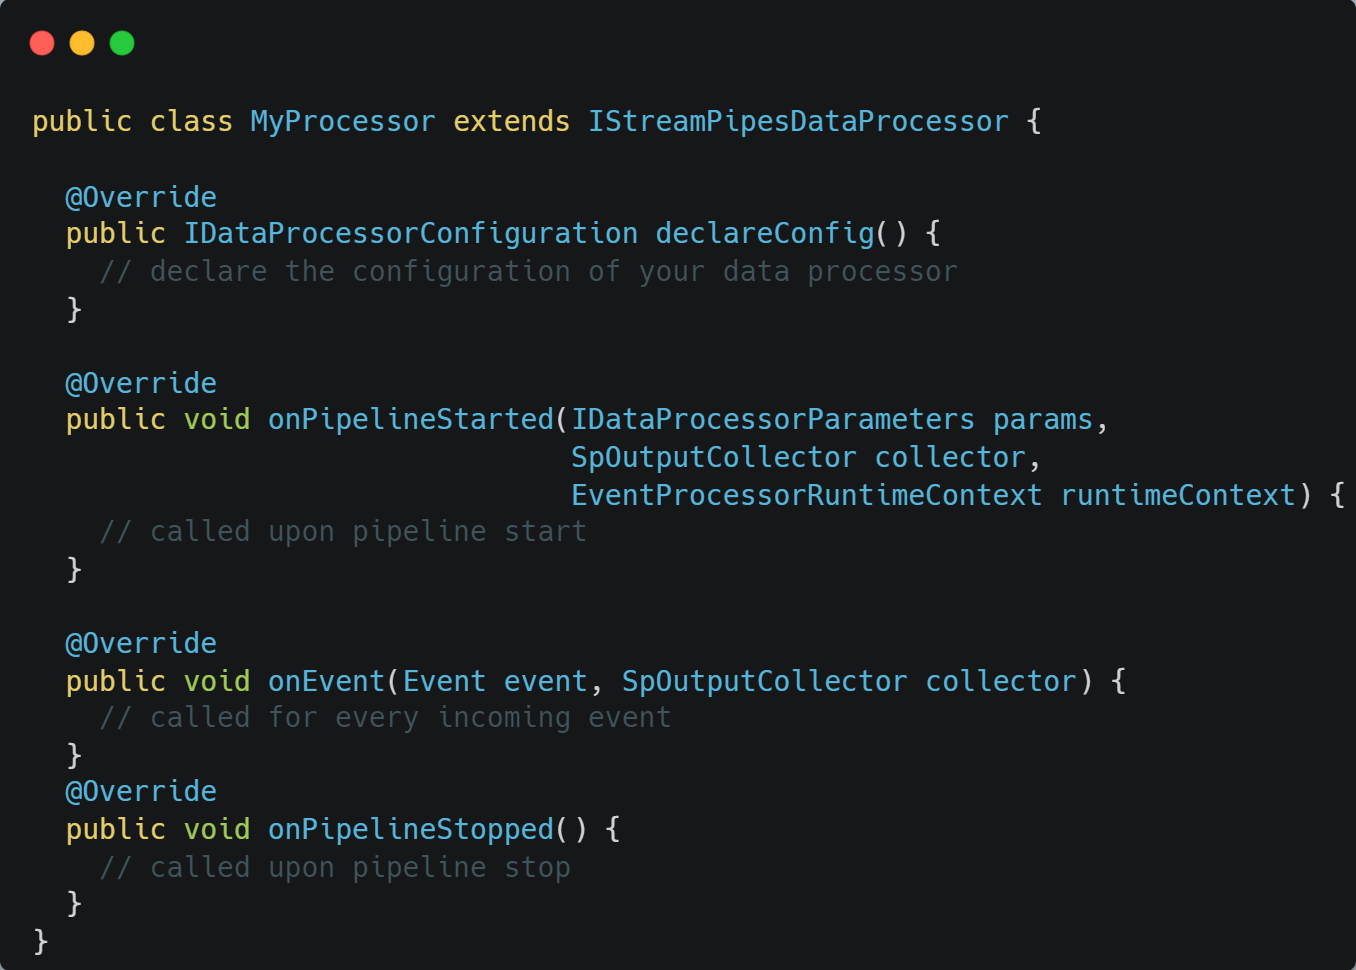 public class MyProcessor extends IStreamPipesDataProcessor {
@Override
public IDataProcessorConfiguration declareConfig() {
// declare the configuration of your data processor
}
@Override
public void onPipelineStarted(IDataProcessorParameters params,
SpOutputCollector collector,
EventProcessorRuntimeContext runtimeContext) {
// called upon pipeline start
}
@Override
public void onEvent(Event event, SpOutputCollector collector) {
// called for every incoming event
}
@Override
public void onPipelineStopped() {
// called upon pipeline stop
}
}